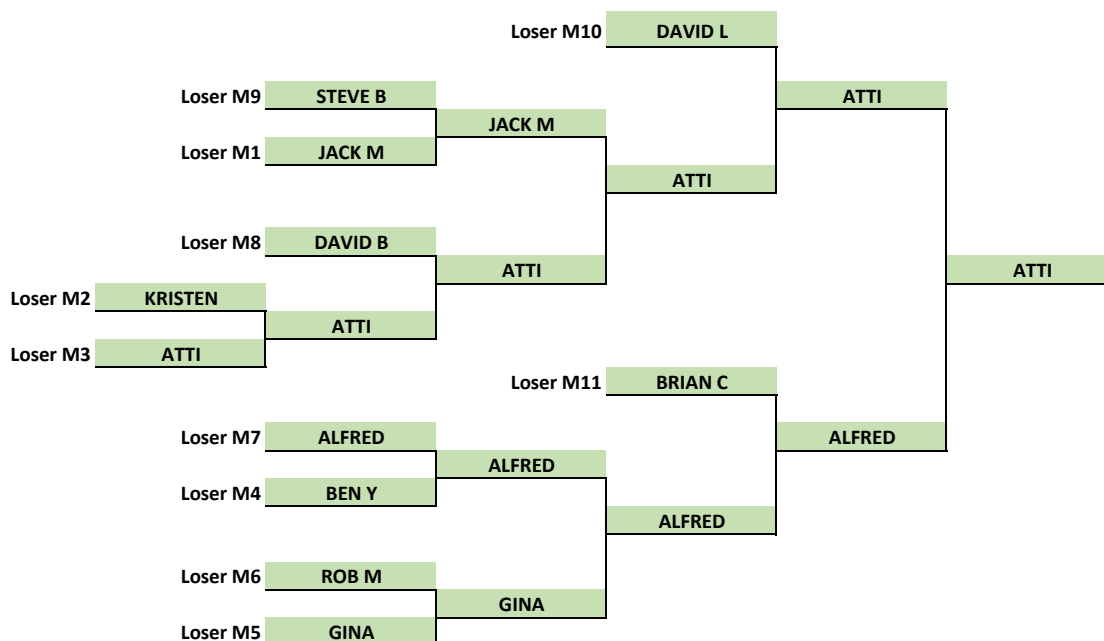 Loser M10 DAVID L
Loser M9 STEVE B
ATTI
JACK M
Loser M1 JACK M
ATTI
Loser M8 DAVID B
ATTI
ATTI
Loser M2 KRISTEN
ATTI
Loser M3 ATTI
Loser M11 BRIAN C
Loser M7 ALFRED
ALFRED
ALFRED
Loser M4 BEN Y
ALFRED
Loser M6 ROB M
GINA
Loser M5 GINA